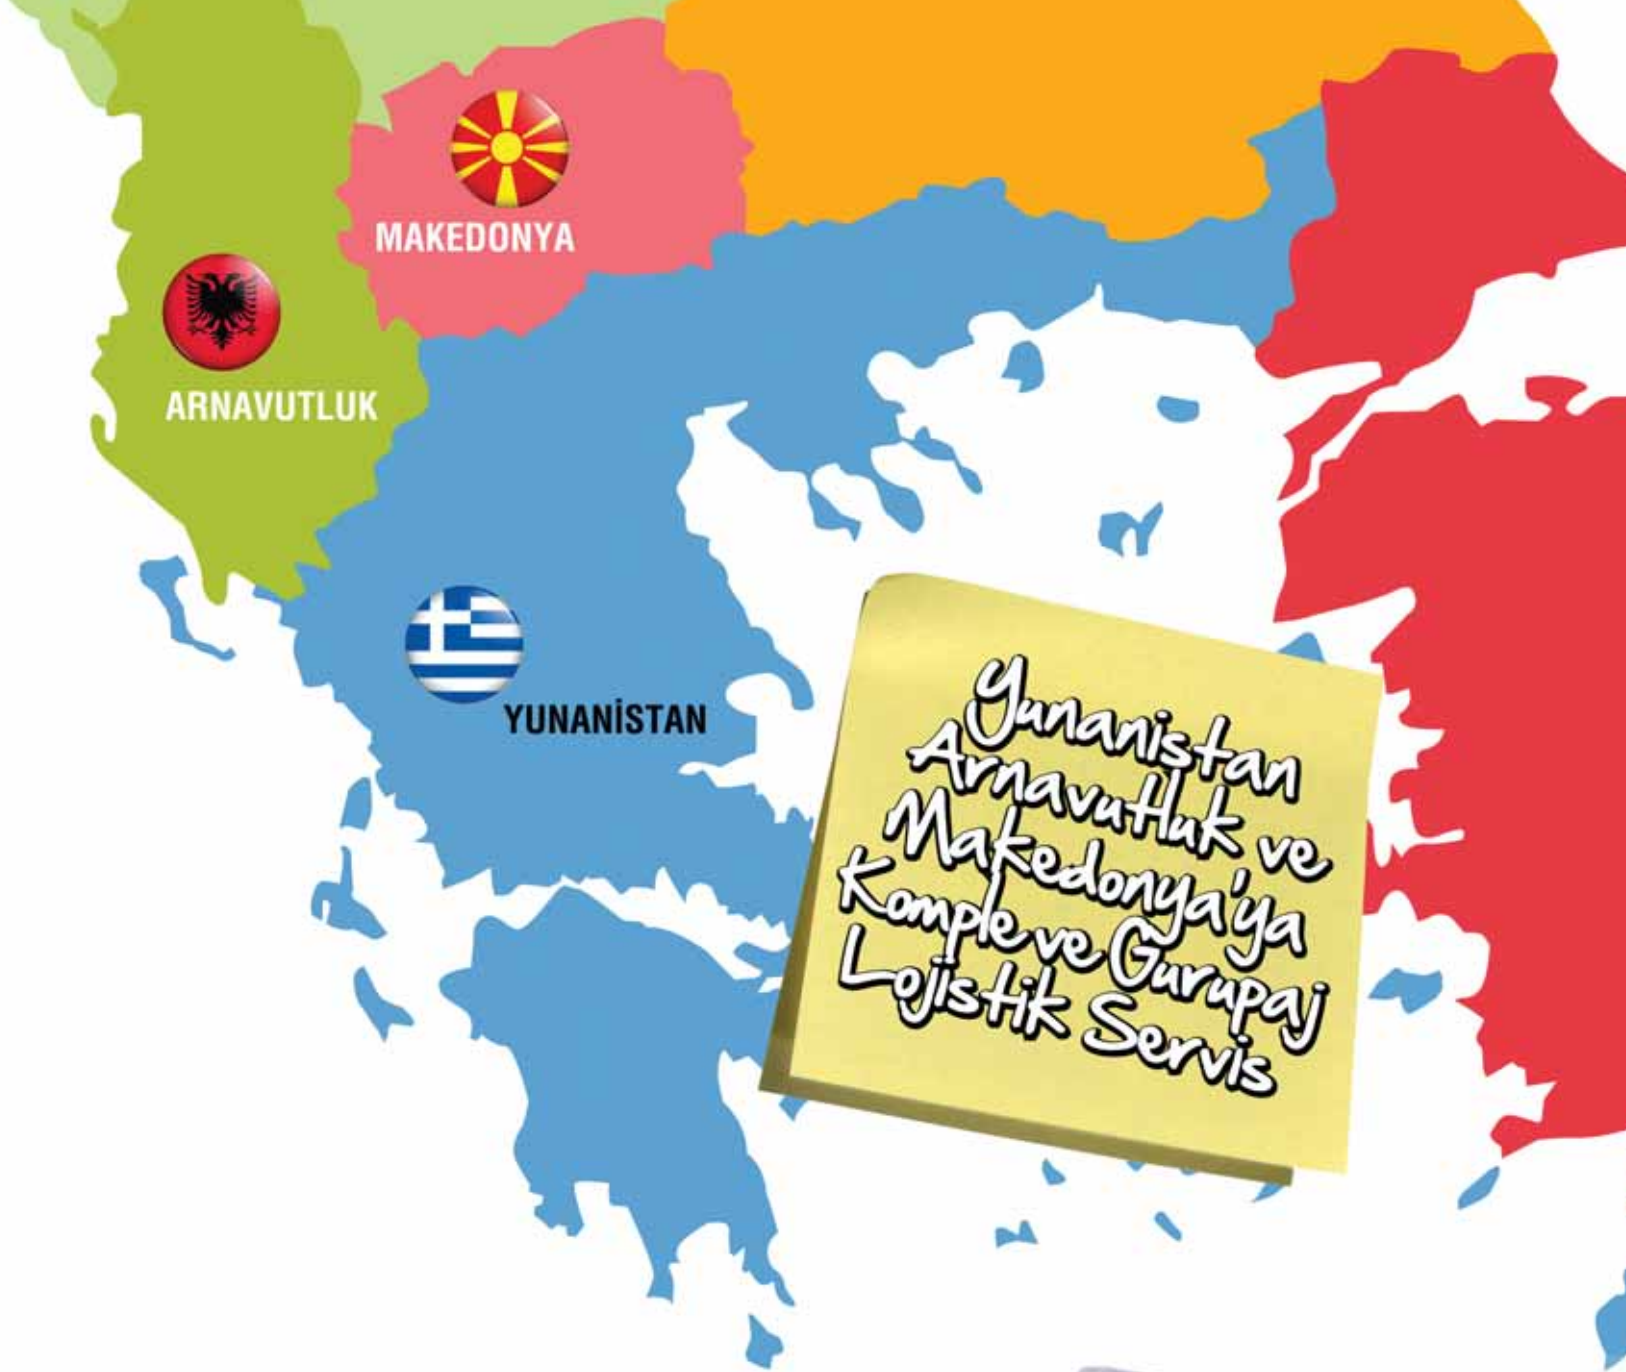 MAKEDONYA
ARNAVUTLUK
YUNANİSTAN
Yunanistan
Arnavutluk ve
Makedonya'ya
Komple ve Gurupaj
Lojistik Servis